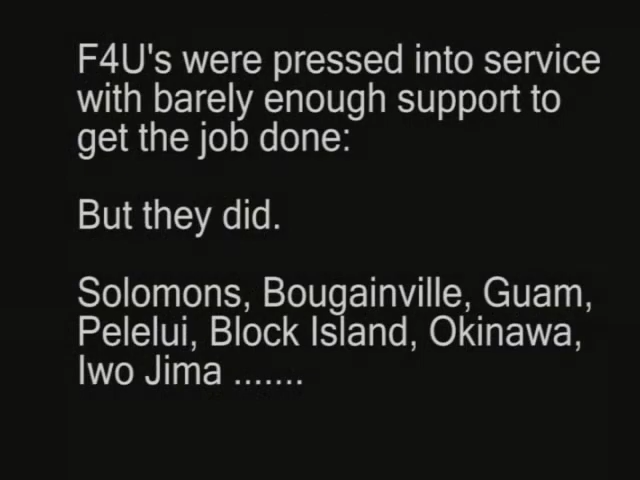 F4U's were pressed into service
with barely enough support to
get the job done:
But they did.
Solomons, Bougainville, Guam,
Pelelui, Block Island, Okinawa,
Iwo Jima .......